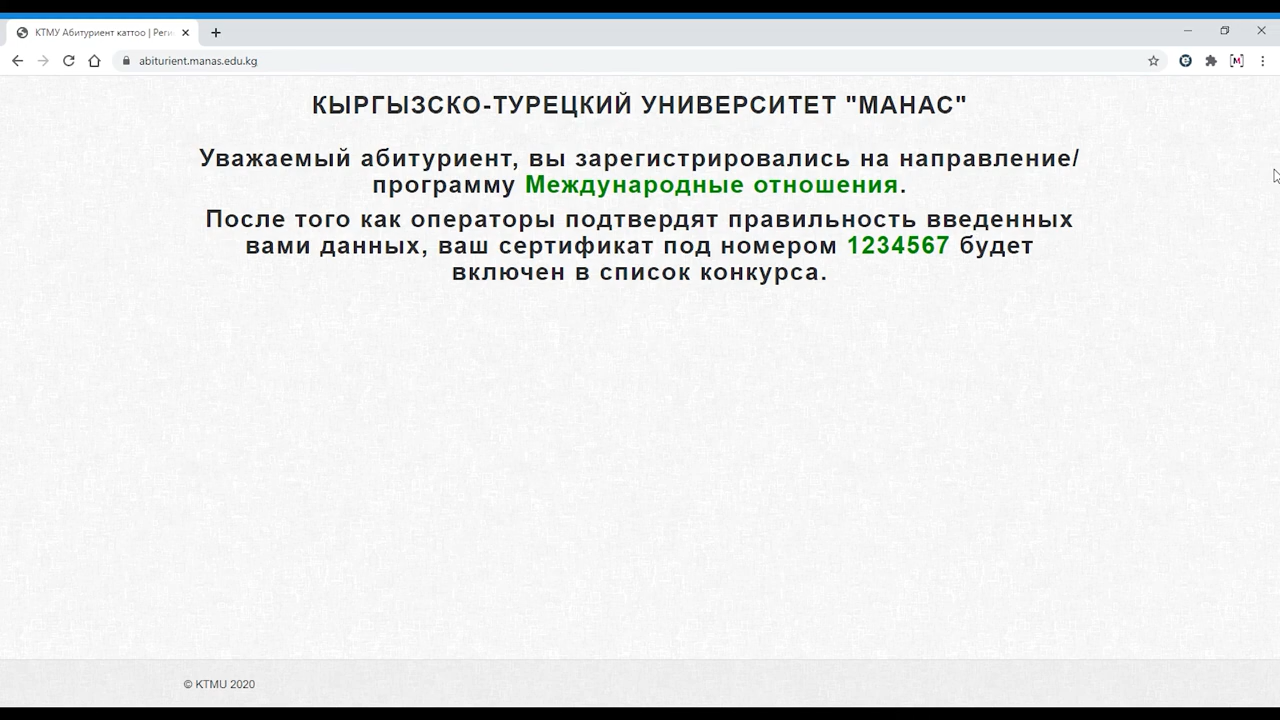 КТМУ Абитуриент каттоо | Реги
abiturient.manas.edu.kg
КЫРГЫЗСКО-ТУРЕЦКИЙ УНИВЕРСИТЕТ "МАНАС"
Уважаемый абитуриент, вы зарегистрировались на направление/
программу Международные отношения.
После того как операторы подтвердят правильность введенных
вами данных, ваш сертификат под номером 1234567 будет
включен в список конкурса.
© KTMU 2020